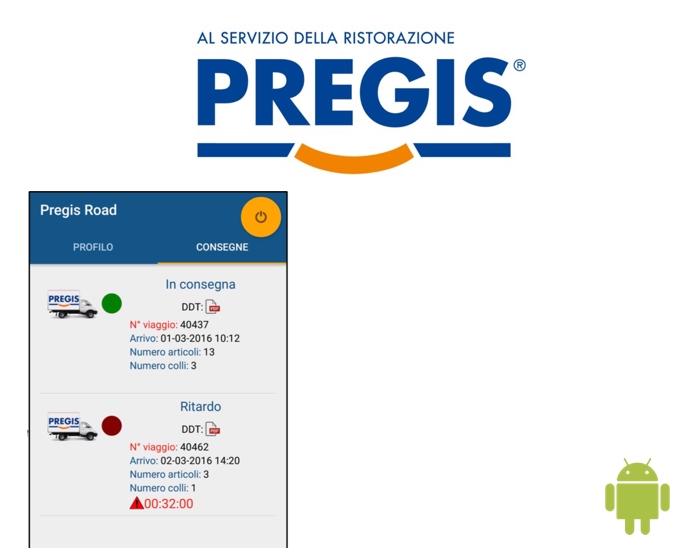 AL SERVIZIO DELLA RISTORAZIONE
PREGIS®
Pregis Road
PROFILO CONSEGNE
In consegna
PREGIS
DDT: PDF
N° viaggio: 40437
Arrivo: 01-03-2016 10:12
Numero articoli: 13
Numero colli: 3
Ritardo
PREGIS
DDT: PDF
N° viaggio: 40462
Arrivo: 02-03-2016 14:20
Numero articoli: 3
Numero colli: 1
00:32:00